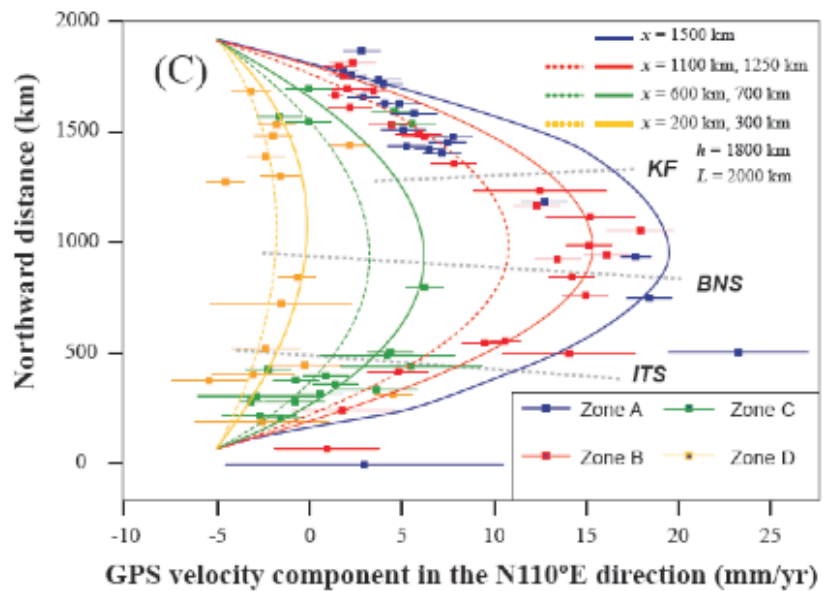 2000
1500
1000
500
0
Northward distance (km)
(C)
x = 1500 km
x = 1100 km, 1250 km
x = 600 km, 700 km
x = 200 km, 300 km
h = 1800 km
L = 2000 km
KF
BNS
ITS
Zone A
Zone C
Zone B
Zone D
-10
-5
0
5
10
15
20
25
GPS velocity component in the N110°E direction (mm/yr)